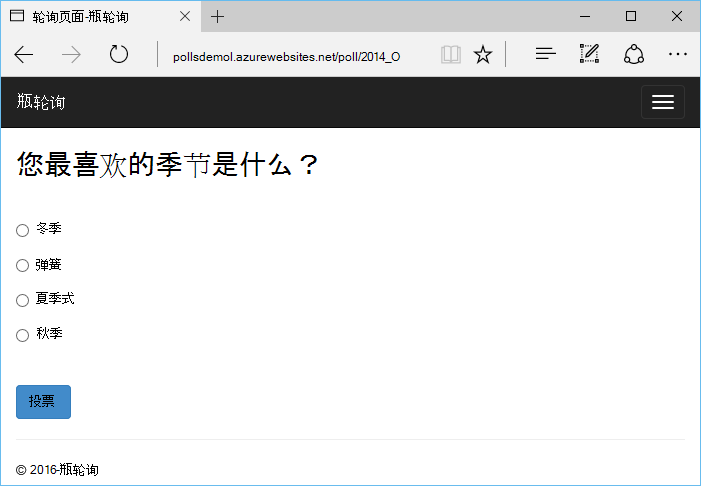 轮询页面-瓶轮询
pollsdemol.azurewebsites.net/poll/2014_O
瓶轮询
您最喜欢的季节是什么？
冬季
弹簧
夏季式
秋季
投票
© 2016-瓶轮询